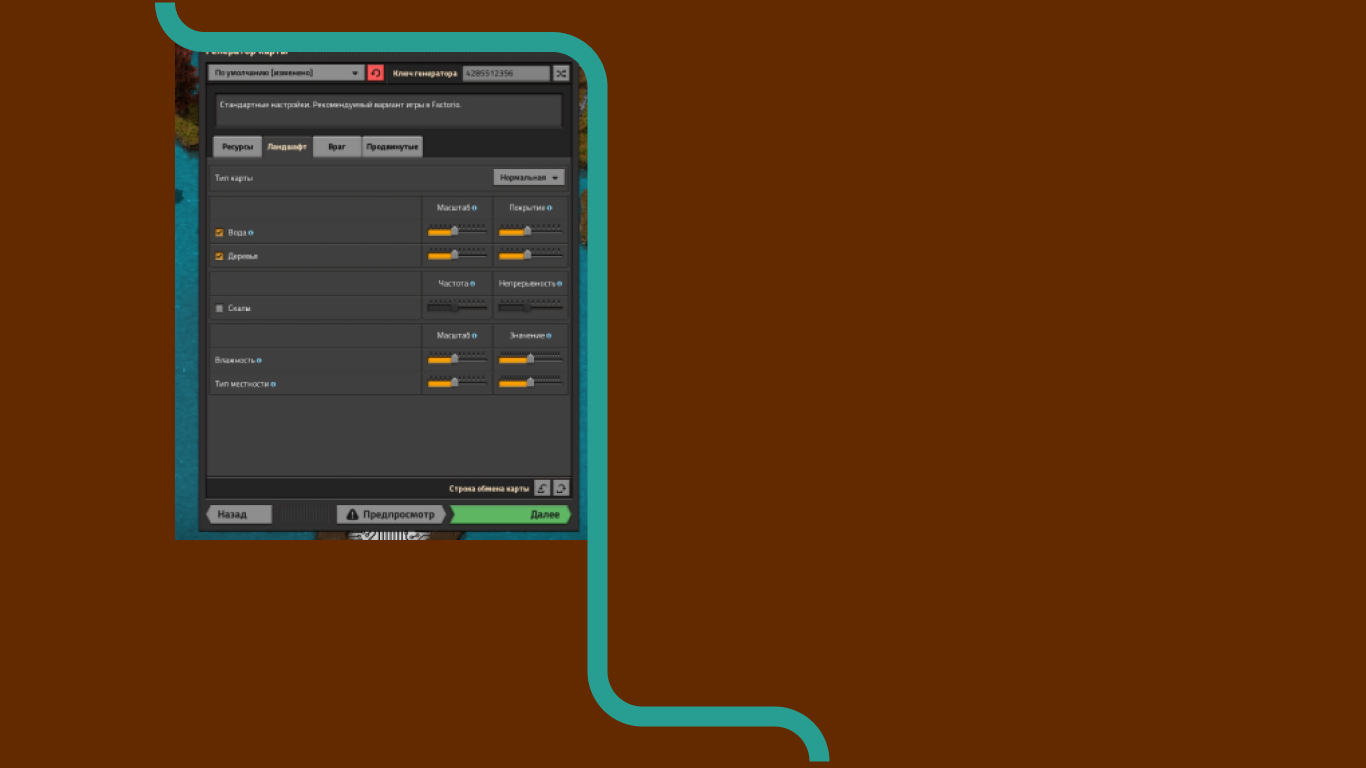 Генератор карты
По умолчанию [изменено] Ключ генератора 4285512356
Стандартные настройки. Рекомендуемый вариант игры в Factorio.
Ресурсы Ландшафт Враг Продвинутые
Тип карты Нормальная
Масштаб Покрытие
Вода
Деревья
Частота Непрерывность
Скалы
Масштаб Значение
Влажность
Тип местности
Строка обмена карты
Назад Предпросмотр Далее